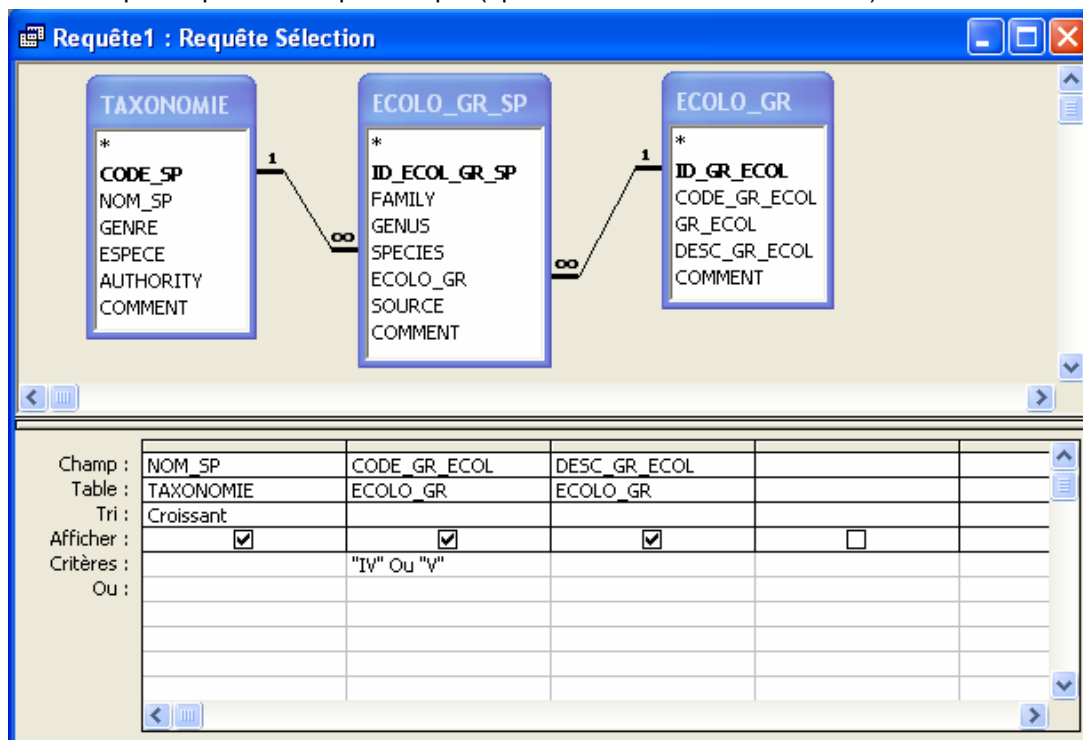 Requête1 : Requête Sélection
TAXONOMIE
*
CODE_SP
NOM_SP
GENRE
ESPECE
AUTHORITY
COMMENT
1
∞
ECOLO_GR_SP
*
ID_ECOL_GR_SP
FAMILY
GENUS
SPECIES
ECOLO_GR
SOURCE
COMMENT
∞
1
ECOLO_GR
*
ID_GR_ECOL
CODE_GR_ECOL
GR_ECOL
DESC_GR_ECOL
COMMENT
Champ : NOM_SP CODE_GR_ECOL DESC_GR_ECOL
Table : TAXONOMIE ECOLO_GR ECOLO_GR
Tri : Croissant
Afficher :
Critères : "IV" Ou "V"
Ou :